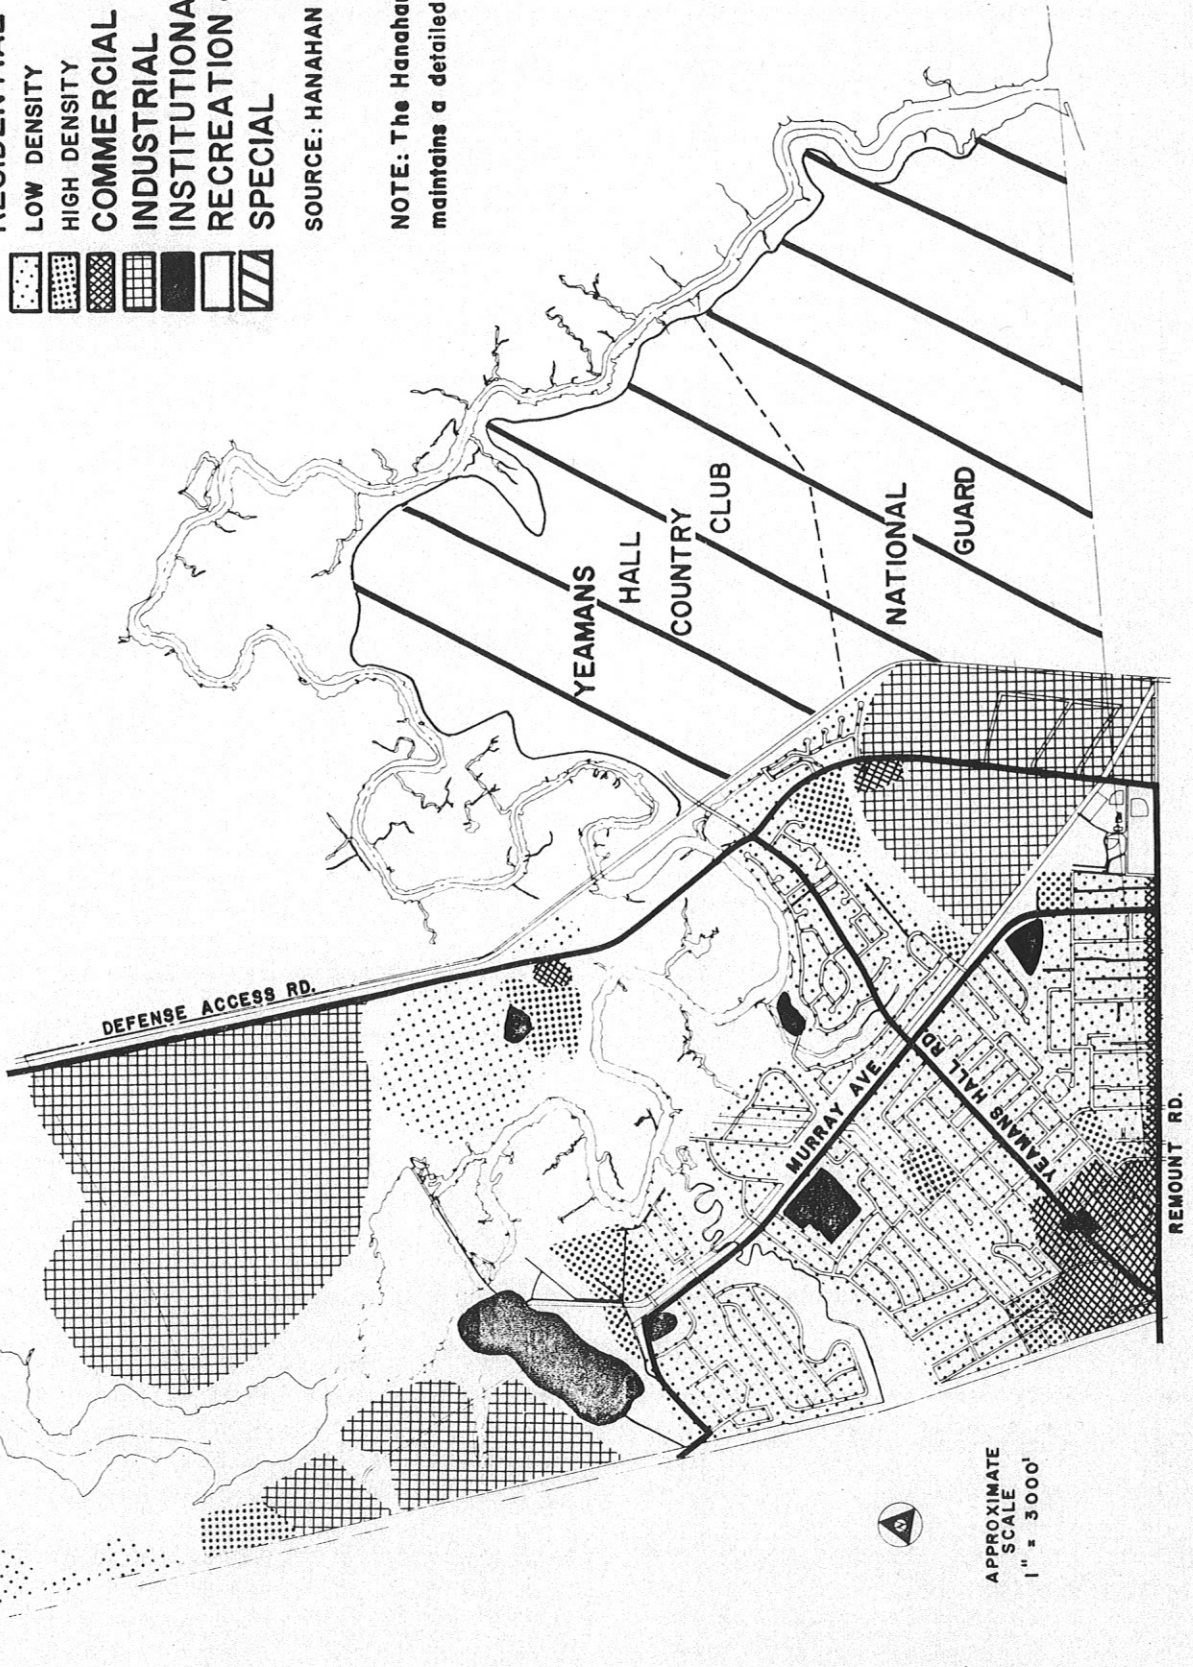 LOW DENSITY
HIGH DENSITY
COMMERCIAL
INDUSTRIAL
INSTITUTIONA
RECREATION
SPECIAL
SOURCE: HANAHAN
NOTE: The Hanahan
maintains a detailed
DEFENSE ACCESS RD.
YEAMANS
HALL
COUNTRY
CLUB
NATIONAL
GUARD
MURRAY AVE.
YEAMANS HALL RD.
REMOUNT RD.
APPROXIMATE
SCALE
1" = 3000'